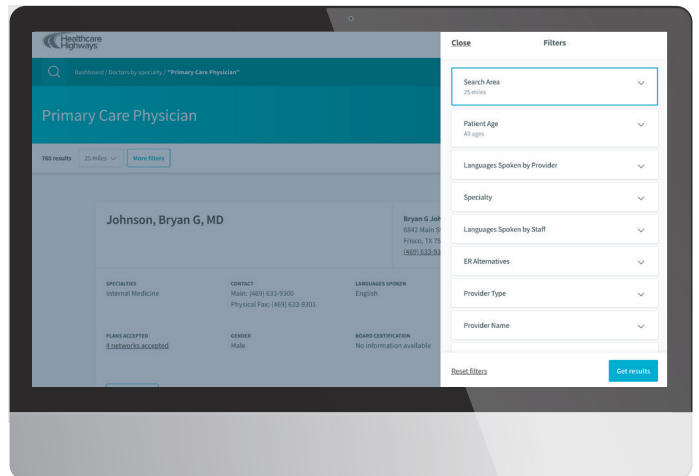 Healthcare
Highways
Dashboard / Doctors by specialty / "Primary Care Physician"
Primary Care Physician
760 results
25 miles
More filters
Johnson, Bryan G, MD
Bryan G Joh
6842 Main S
Frisco, TX 75
(469) 633-93
SPECIALTIES
Internal Medicine
CONTACT
Main: (469) 633-9300
Physical Fax: (469) 633-9301
LANGUAGES SPOKEN
English
PLANS ACCEPTED
4 networks accepted
GENDER
Male
BOARD CERTIFICATION
No information available
Close
Filters
Search Area
25 miles
Patient Age
All ages
Languages Spoken by Provider
Specialty
Languages Spoken by Staff
ER Alternatives
Provider Type
Provider Name
Reset filters
Get results